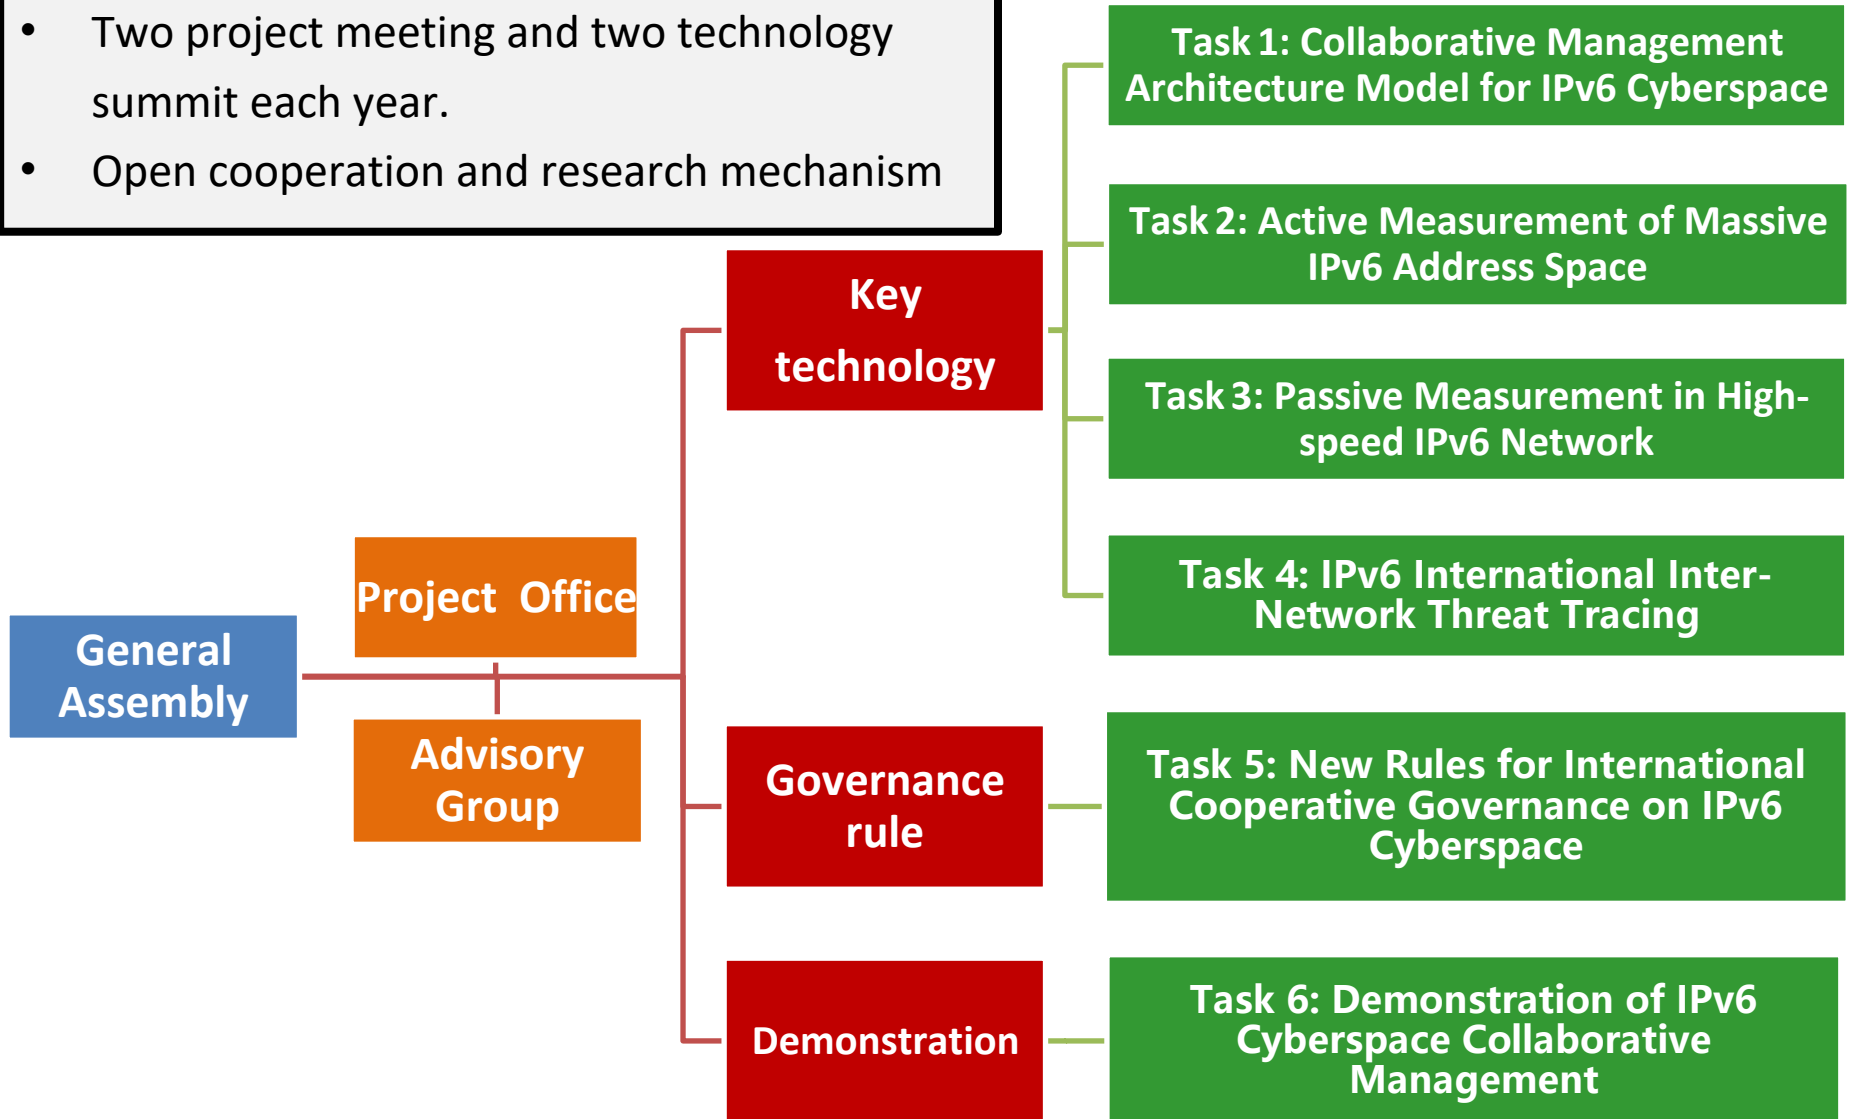 • Two project meeting and two technology
summit each year.
• Open cooperation and research mechanism
General
Assembly
Project Office
Advisory
Group
Key
technology
Governance
rule
Demonstration
Task 1: Collaborative Management
Architecture Model for IPv6 Cyberspace
Task 2: Active Measurement of Massive
IPv6 Address Space
Task 3: Passive Measurement in High-
speed IPv6 Network
Task 4: IPv6 International Inter-
Network Threat Tracing
Task 5: New Rules for International
Cooperative Governance on IPv6
Cyberspace
Task 6: Demonstration of IPv6
Cyberspace Collaborative
Management